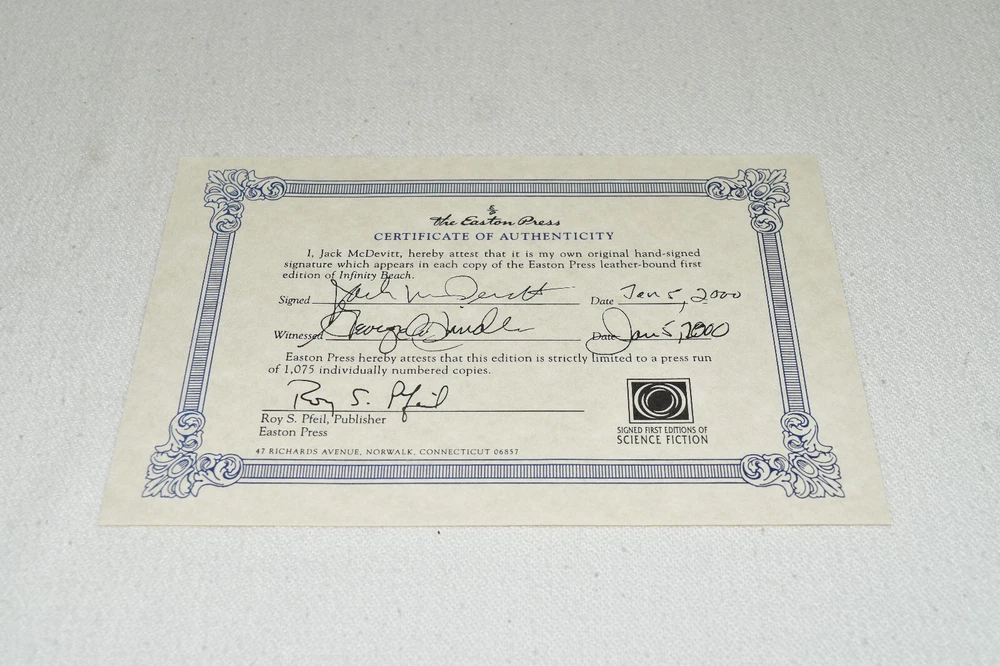 The Easton Press
CERTIFICATE OF AUTHENTICITY
I, Jack McDevitt, hereby attest that it is my own original hand-signed
signature which appears in each copy of the Easton Press leather-bound first
edition of Infinity Beach.
Signed Jack McDevitt Date Jan 5, 2000
Witnessed Date Jan 5, 2000
Easton Press hereby attests that this edition is strictly limited to a press run
of 1,075 individually numbered copies.
Roy S. Pfeil
Roy S. Pfeil, Publisher
Easton Press
SIGNED FIRST EDITIONS OF
SCIENCE FICTION
47 RICHARDS AVENUE, NORWALK, CONNECTICUT 06857